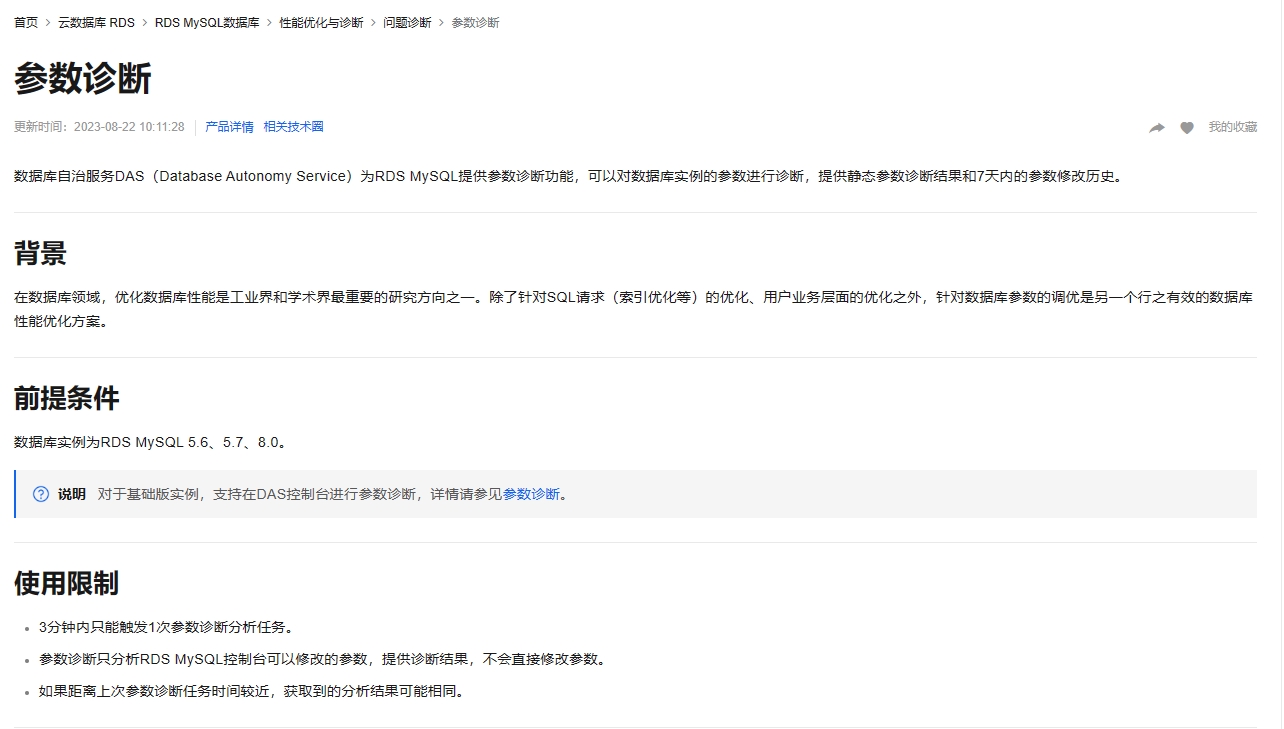 首页 > 云数据库 RDS > RDS MySQL数据库 > 性能优化与诊断 > 问题诊断 > 参数诊断
参数诊断
更新时间：2023-08-22 10:11:28 产品详情 相关技术圈 我的收藏
数据库自治服务DAS（Database Autonomy Service）为RDS MySQL提供参数诊断功能，可以对数据库实例的参数进行诊断，提供静态参数诊断结果和7天内的参数修改历史。
背景
在数据库领域，优化数据库性能是工业界和学术界最重要的研究方向之一。除了针对SQL请求（索引优化等）的优化、用户业务层面的优化之外，针对数据库参数的调优是另一个行之有效的数据库
性能优化方案。
前提条件
数据库实例为RDS MySQL 5.6、5.7、8.0。
说明 对于基础版实例，支持在DAS控制台进行参数诊断，详情请参见参数诊断。
使用限制
3分钟内只能触发1次参数诊断分析任务。
参数诊断只分析RDS MySQL控制台可以修改的参数，提供诊断结果，不会直接修改参数。
如果距离上次参数诊断任务时间较近，获取到的分析结果可能相同。